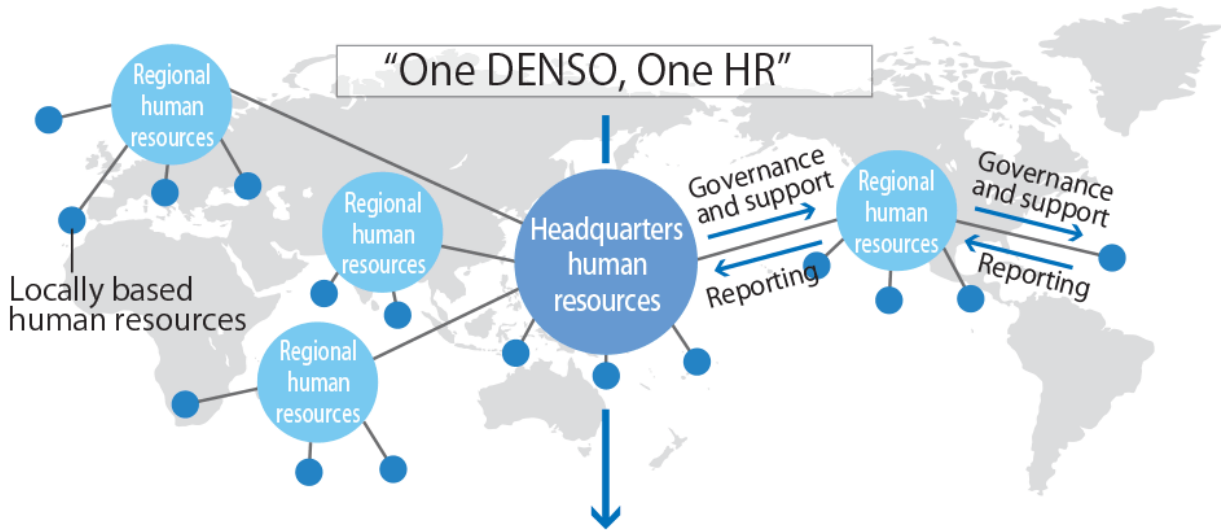 “One DENSO, One HR”
Regional
human
resources
Regional
human
resources
Locally based
human resources
Regional
human
resources
Headquarters
human
resources
Governance
and support
Reporting
Regional
human
resources
Governance
and support
Reporting